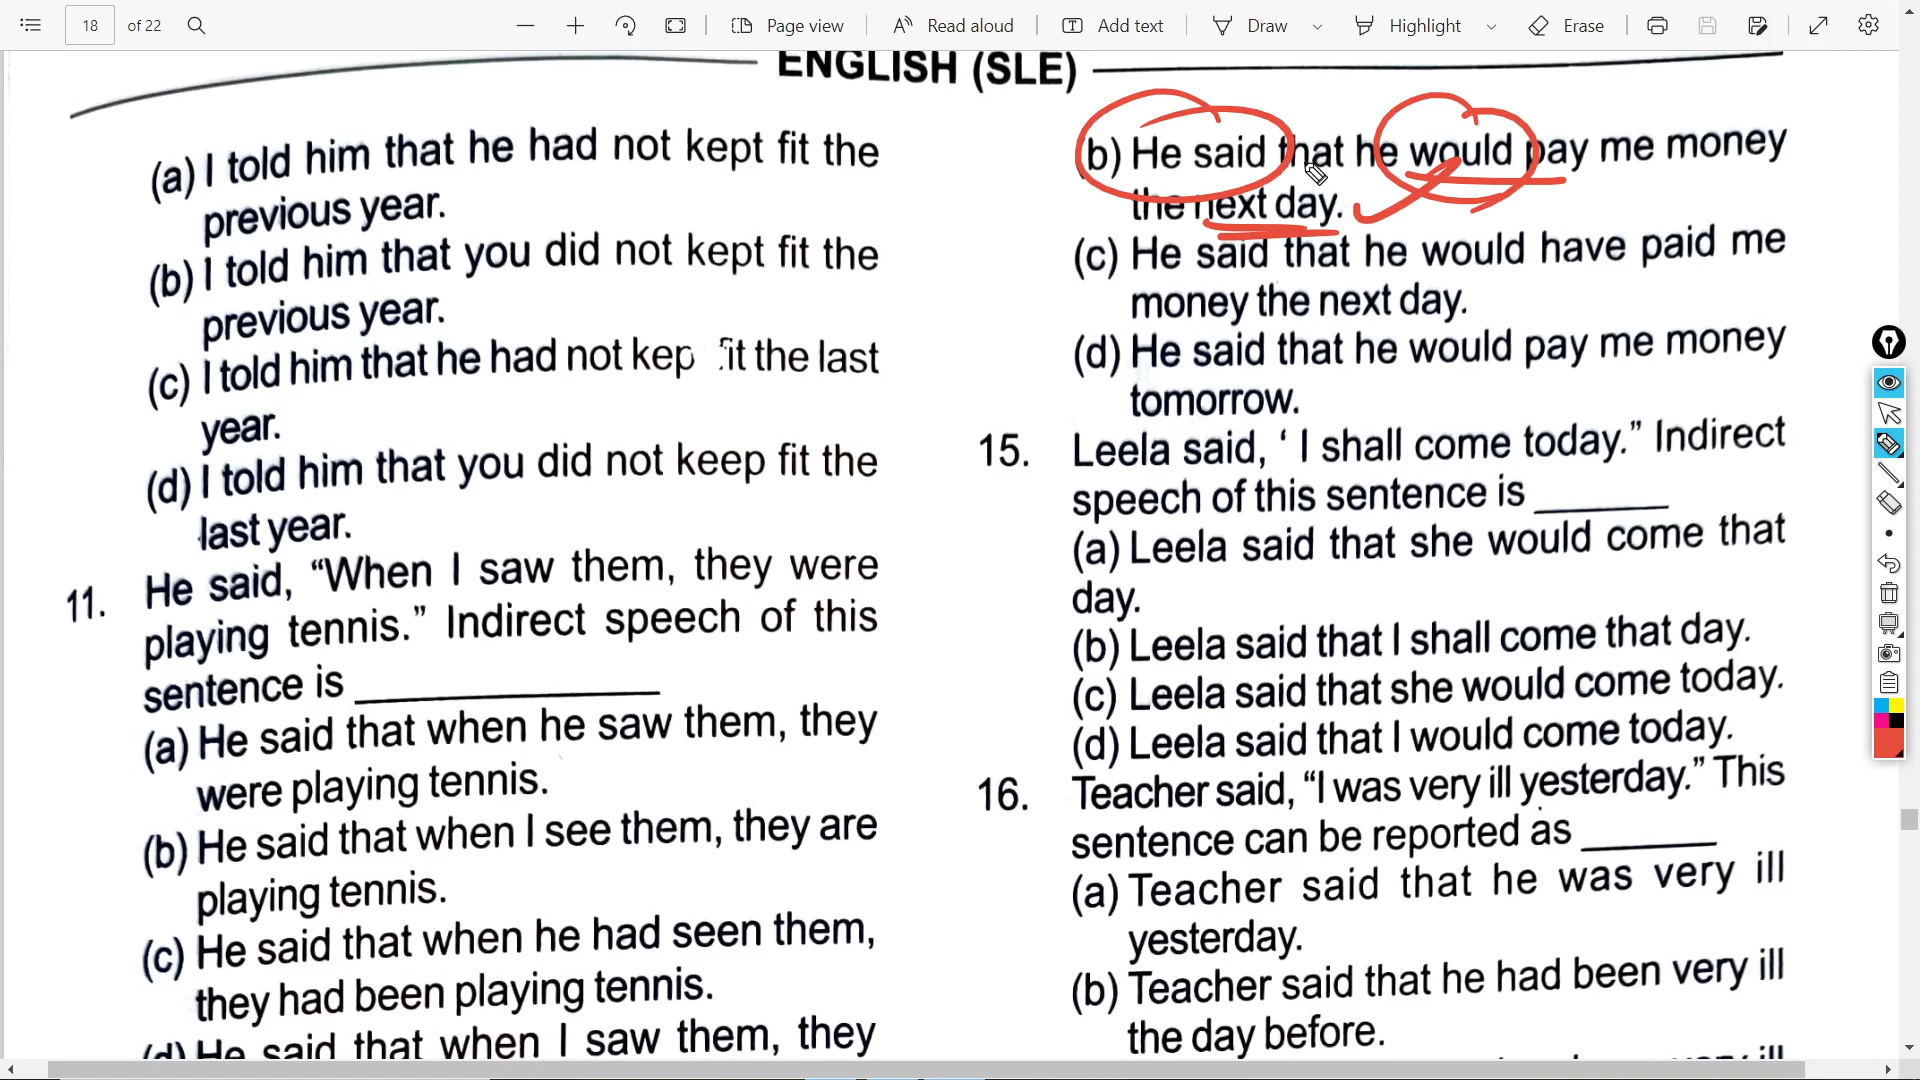 18
of 22
Page view
Read aloud
Add text
Draw
Highlight
Erase
ENGLISH (SLE)
(a) I told him that he had not kept fit the
previous year.
(b) I told him that you did not kept fit the
previous year.
(c) I told him that he had not kep fit the last
year.
(d) I told him that you did not keep fit the
last year.
11. He said, “When I saw them, they were
playing tennis.” Indirect speech of this
sentence is ______________
(a) He said that when he saw them, they
were playing tennis.
(b) He said that when I see them, they are
playing tennis.
(c) He said that when he had seen them,
they had been playing tennis.
(d) He said that when I saw them, they
(b) He said that he would pay me money
the next day.
(c) He said that he would have paid me
money the next day.
(d) He said that he would pay me money
tomorrow.
15. Leela said, ‘ I shall come today.” Indirect
speech of this sentence is ______
(a) Leela said that she would come that
day.
(b) Leela said that I shall come that day.
(c) Leela said that she would come today.
(d) Leela said that I would come today.
16. Teacher said, “I was very ill yesterday.” This
sentence can be reported as ______
(a) Teacher said that he was very ill
yesterday.
(b) Teacher said that he had been very ill
the day before.